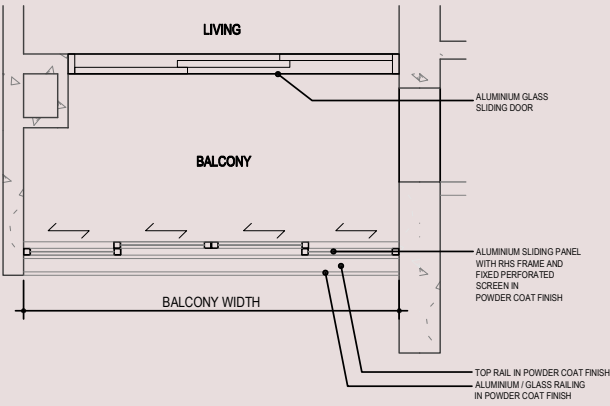 LIVING
ALUMINIUM GLASS
SLIDING DOOR
BALCONY
ALUMINIUM SLIDING PANEL
WITH RHS FRAME AND
FIXED PERFORATED
SCREEN IN
POWDER COAT FINISH
BALCONY WIDTH
TOP RAIL IN POWDER COAT FINISH
ALUMINIUM / GLASS RAILING
IN POWDER COAT FINISH